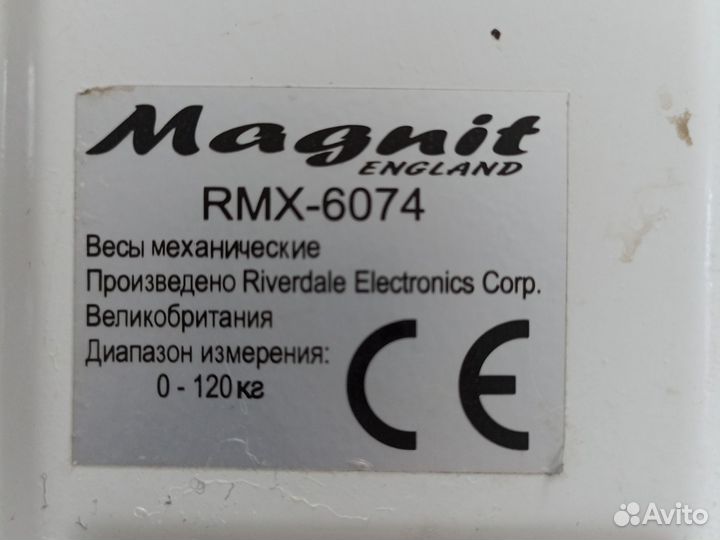 Magnit
ENGLAND
RMX-6074
Весы механические
Произведено Riverdale Electronics Corp.
Великобритания
Диапазон измерения:
0 - 120 кг
CE
Avito